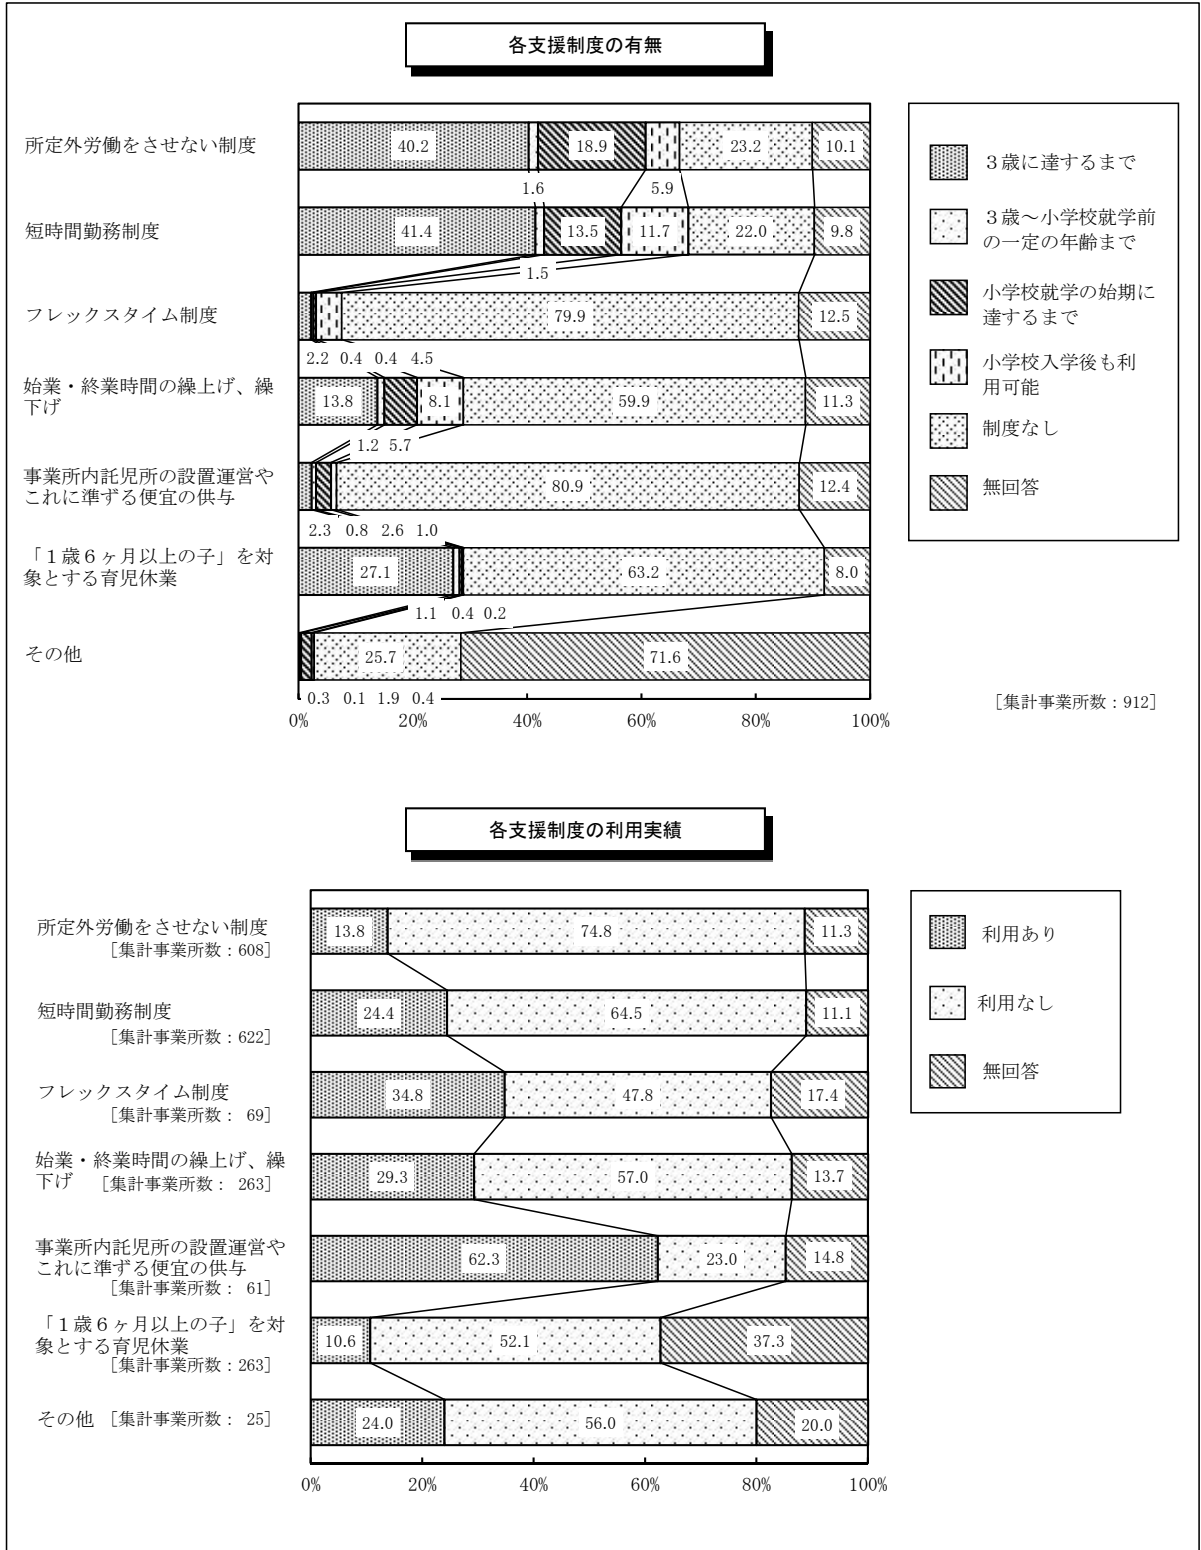 各支援制度の有無
所定外労働をさせない制度
40.2 18.9 23.2 10.1
1.6 5.9
短時間勤務制度
41.4 13.5 11.7 22.0 9.8
1.5
フレックスタイム制度
79.9 12.5
2.2 0.4 0.4 4.5
始業・終業時間の繰上げ、繰
下げ
13.8 8.1 59.9 11.3
1.2 5.7
事業所内託児所の設置運営や
これに準ずる便宜の供与
80.9 12.4
2.3 0.8 2.6 1.0
「1歳6ヶ月以上の子」を対
象とする育児休業
27.1 63.2 8.0
1.1 0.4 0.2
その他
25.7 71.6
0.3 0.1 1.9 0.4
0% 20% 40% 60% 80% 100%
3歳に達するまで
3歳～小学校就学前
の一定の年齢まで
小学校就学の始期に
達するまで
小学校入学後も利
用可能
制度なし
無回答
[集計事業所数:912]
各支援制度の利用実績
所定外労働をさせない制度
[集計事業所数:608]
13.8 74.8 11.3
短時間勤務制度
[集計事業所数:622]
24.4 64.5 11.1
フレックスタイム制度
[集計事業所数: 69]
34.8 47.8 17.4
始業・終業時間の繰上げ、繰
下げ [集計事業所数: 263]
29.3 57.0 13.7
事業所内託児所の設置運営や
これに準ずる便宜の供与
[集計事業所数: 61]
62.3 23.0 14.8
「1歳6ヶ月以上の子」を対
象とする育児休業
[集計事業所数:263]
10.6 52.1 37.3
その他 [集計事業所数: 25]
24.0 56.0 20.0
0% 20% 40% 60% 80% 100%
利用あり
利用なし
無回答